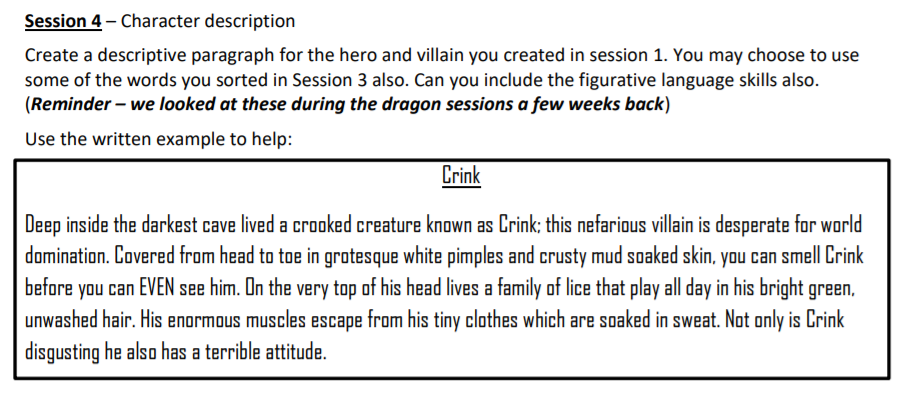 Session 4 – Character description
Create a descriptive paragraph for the hero and villain you created in session 1. You may choose to use
some of the words you sorted in Session 3 also. Can you include the figurative language skills also.
(Reminder – we looked at these during the dragon sessions a few weeks back)
Use the written example to help:
Crink
Deep inside the darkest cave lived a crooked creature known as Crink; this nefarious villain is desperate for world
domination. Covered from head to toe in grotesque white pimples and crusty mud soaked skin, you can smell Crink
before you can EVEN see him. On the very top of his head lives a family of lice that play all day in his bright green,
unwashed hair. His enormous muscles escape from his tiny clothes which are soaked in sweat. Not only is Crink
disgusting he also has a terrible attitude.